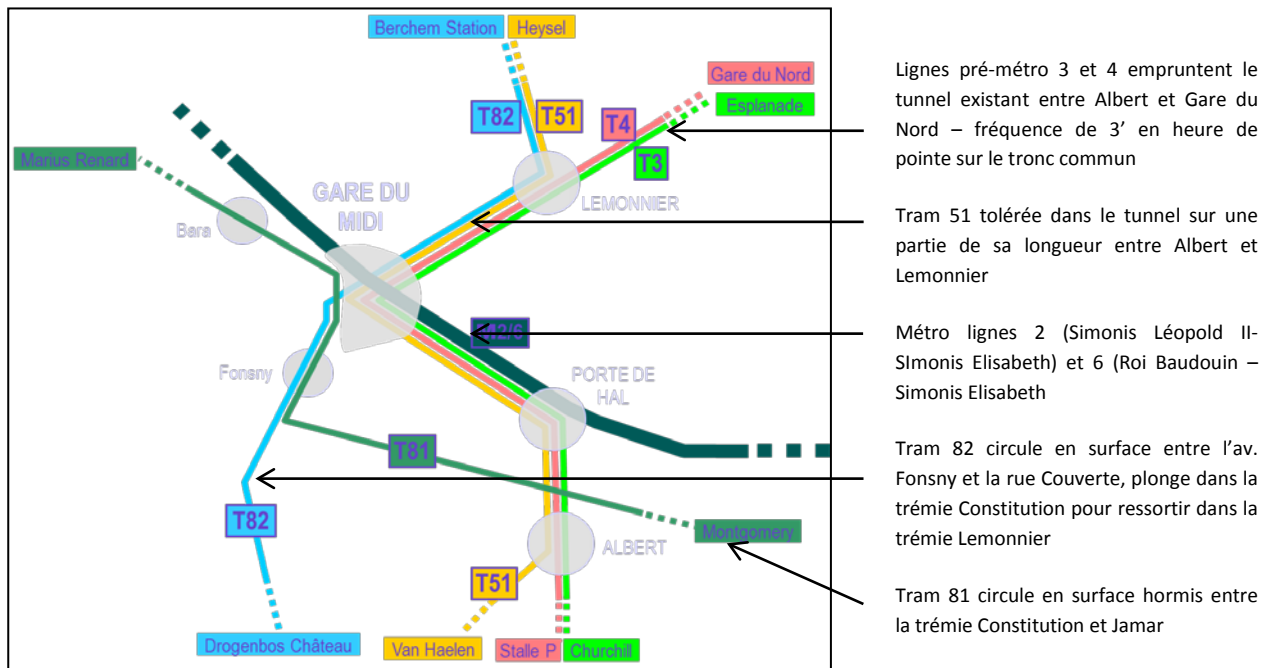 Berchem Station
Heysel
Gare du Nord
Esplanade
T82
T51
T4
T3
Marius Renard
GARE DU
MIDI
LEMONNIER
Bara
M2/6
Fonsny
PORTE DE
HAL
T81
T82
Montgomery
ALBERT
T51
Drogenbos Château
Van Haelen
Stalle P
Churchill
Lignes pré-métro 3 et 4 empruntent le
tunnel existant entre Albert et Gare du
Nord – fréquence de 3’ en heure de
pointe sur le tronc commun
Tram 51 tolérée dans le tunnel sur une
partie de sa longueur entre Albert et
Lemonnier
Métro lignes 2 (Simonis Léopold II-
SImonis Elisabeth) et 6 (Roi Baudouin –
Simonis Elisabeth
Tram 82 circule en surface entre l’av.
Fonsny et la rue Couverte, plonge dans la
trémie Constitution pour ressortir dans la
trémie Lemonnier
Tram 81 circule en surface hormis entre
la trémie Constitution et Jamar